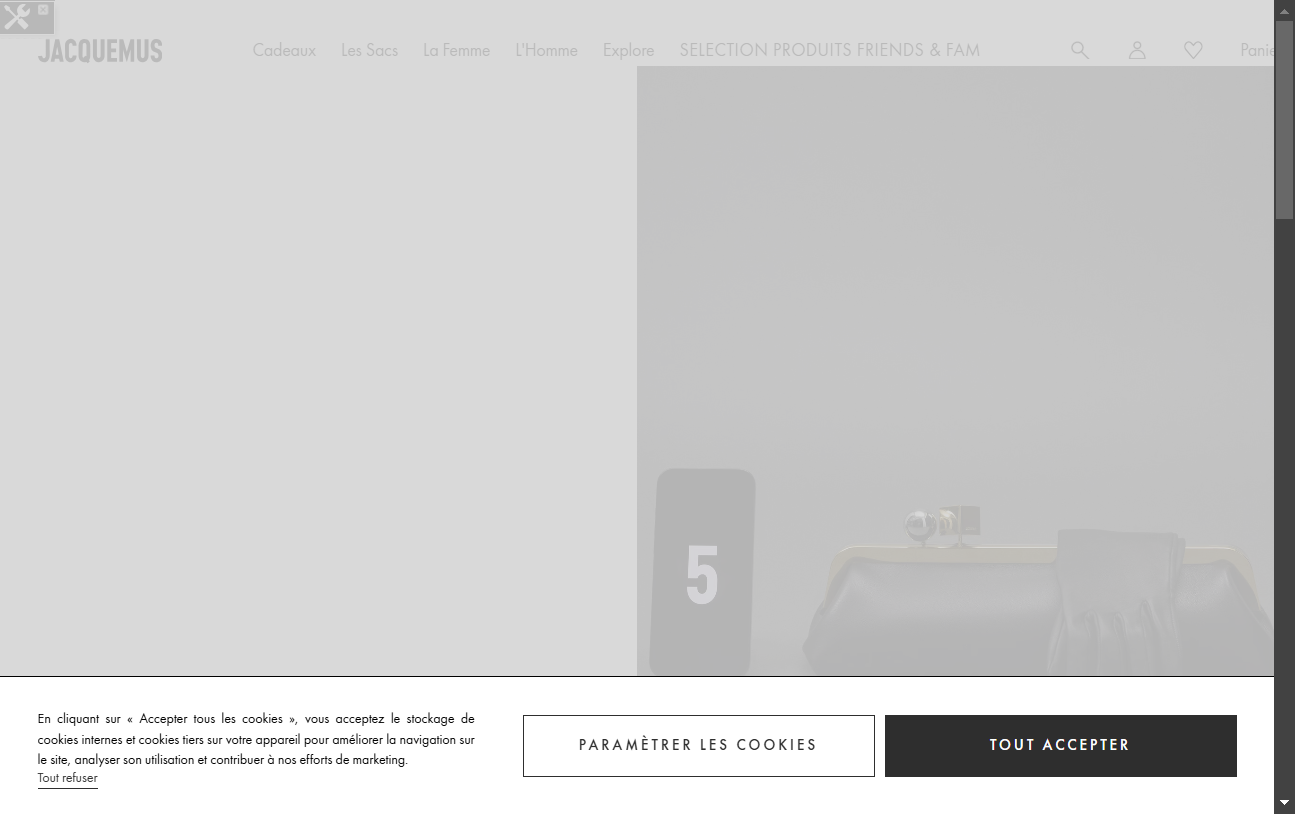 JACQUEMUS
Cadeaux Les Sacs La Femme L'Homme Explore SELECTION PRODUITS FRIENDS & FAM
5
En cliquant sur « Accepter tous les cookies », vous acceptez le stockage de
cookies internes et cookies tiers sur votre appareil pour améliorer la navigation sur
le site, analyser son utilisation et contribuer à nos efforts de marketing.
Tout refuser
PARAMÈTRER LES COOKIES
TOUT ACCEPTER